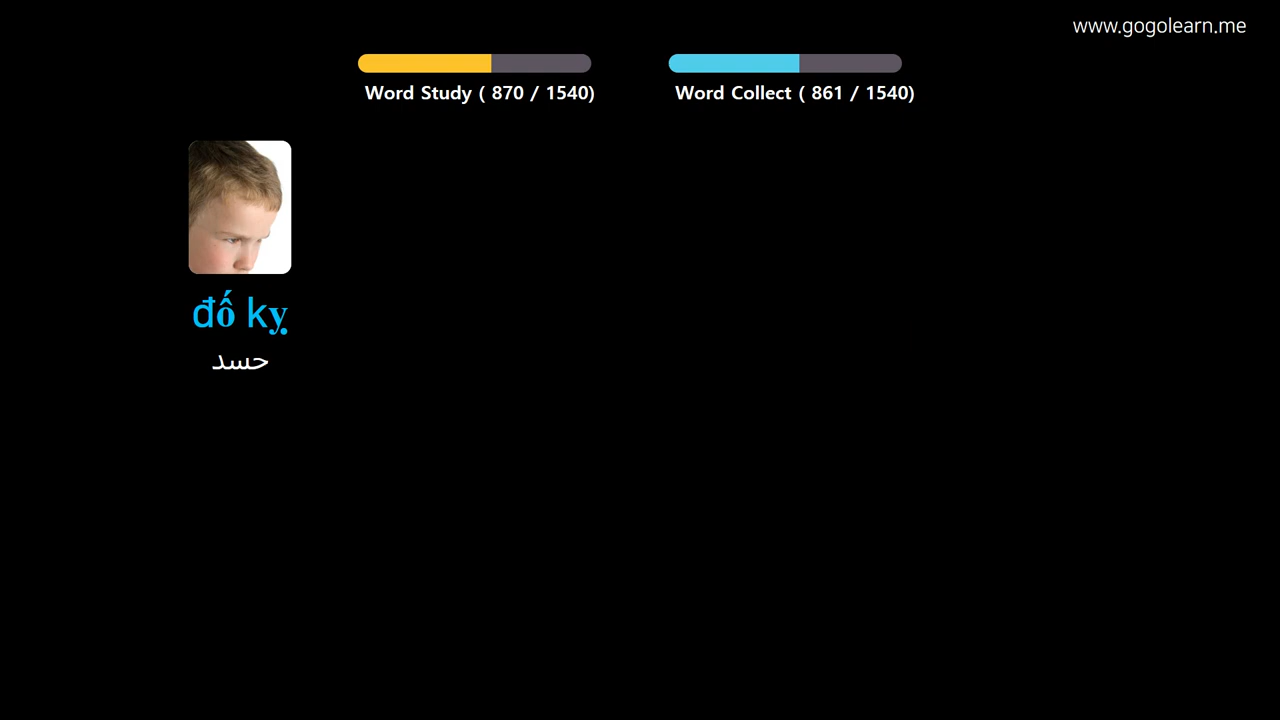 www.gogolearn.me
Word Study ( 870 / 1540)
Word Collect ( 861 / 1540)
đố kỵ
حسد